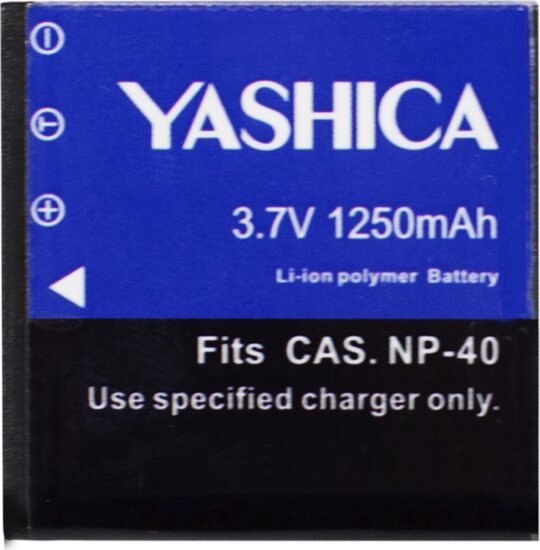 YASHICA
3.7V 1250mAh
Li-ion polymer Battery
Fits CAS. NP-40
Use specified charger only.
− 
T
+